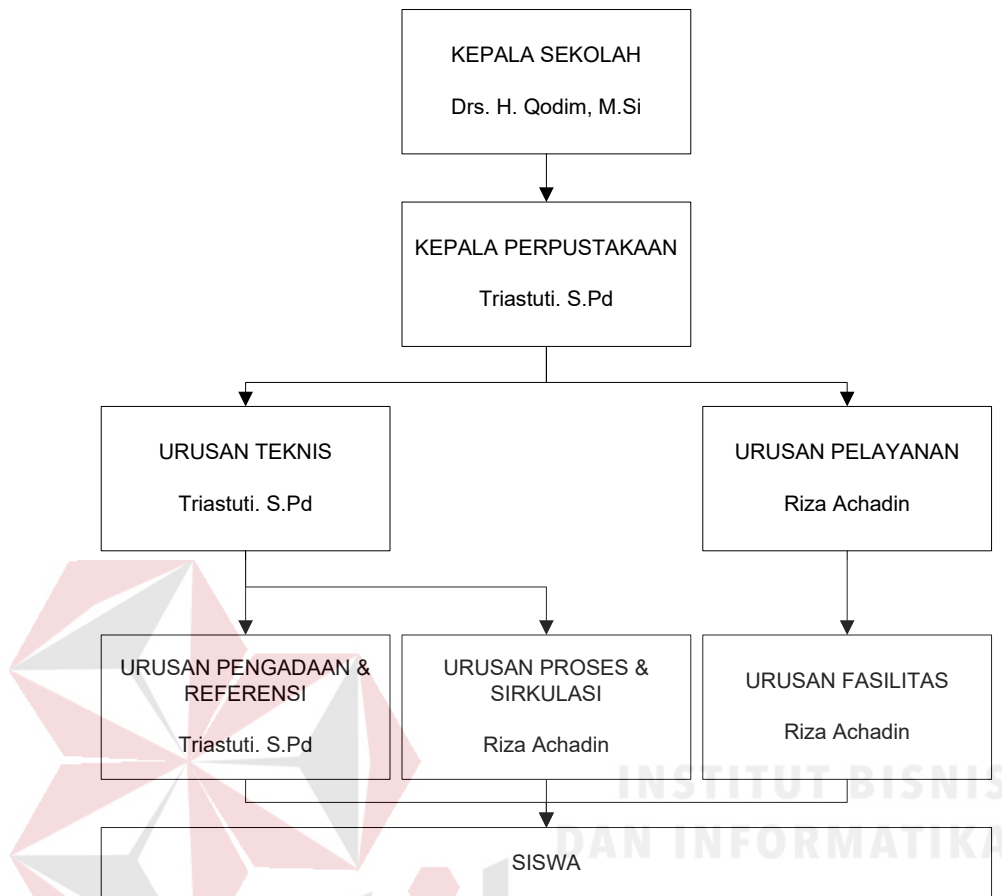 KEPALA SEKOLAH
Drs. H. Qodim, M.Si
KEPALA PERPUSTAKAAN
Triastuti. S.Pd
URUSAN TEKNIS
Triastuti. S.Pd
URUSAN PELAYANAN
Riza Achadin
URUSAN PENGADAAN &
REFERENSI
Triastuti. S.Pd
URUSAN PROSES &
SIRKULASI
Riza Achadin
URUSAN FASILITAS
Riza Achadin
INSTITUT BISNIS
DAN INFORMATIKA
SISWA